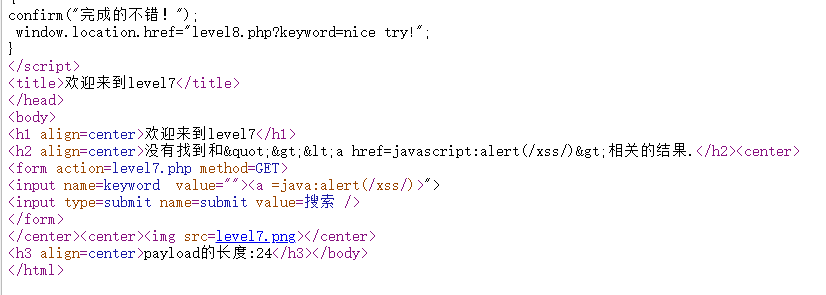 confirm("完成的不错！");
 window.location.href="level8.php?keyword=nice try!";
}
</script>
<title>欢迎来到level7</title>
</head>
<body>
<h1 align=center>欢迎来到level7</h1>
<h2 align=center>没有找到和&quot;&gt;&lt;a href=javascript:alert(/xss/)&gt;相关的结果.</h2><center>
<form action=level7.php method=GET>
<input name=keyword  value=""><a =java:alert(/xss/)>">
<input type=submit name=submit value=搜索 />
</form>
</center><center><img src=level7.png></center>
<h3 align=center>payload的长度:24</h3></body>
</html>